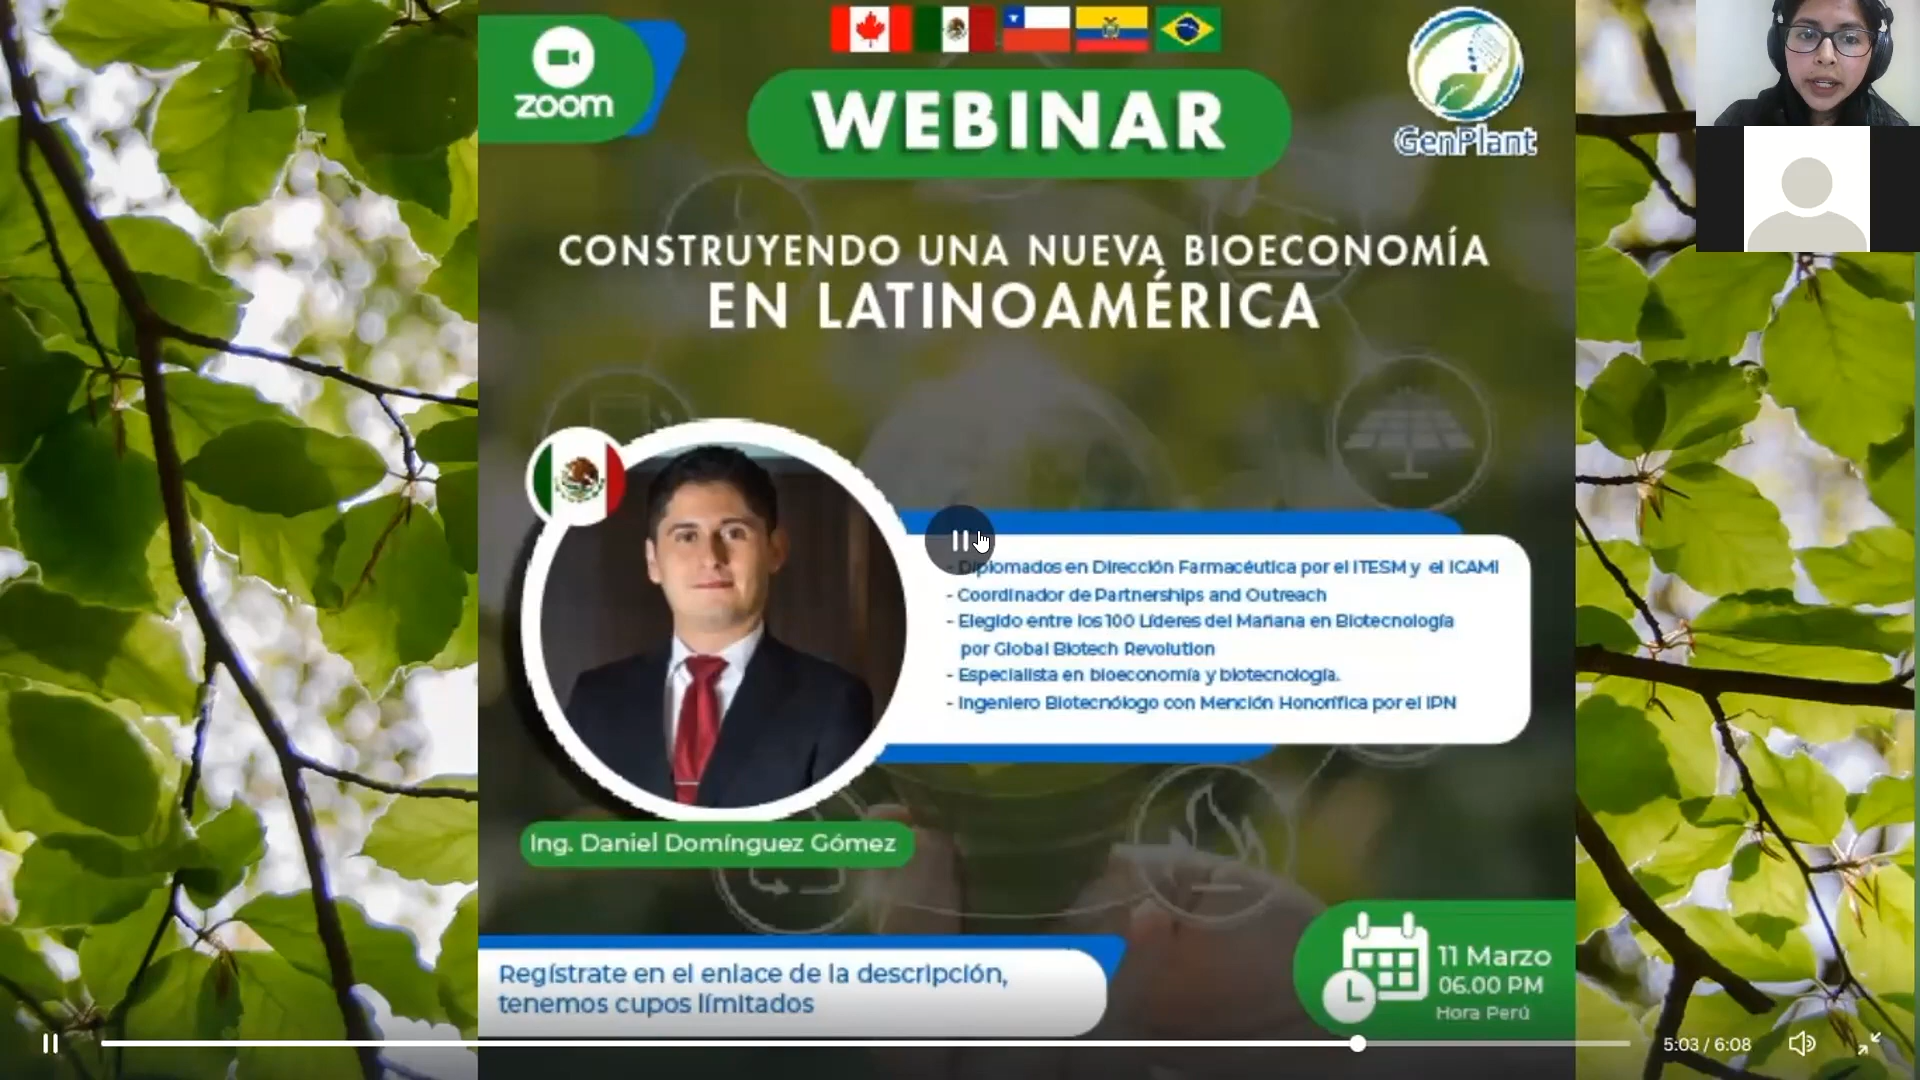 zoom
WEBINAR
GenPlant
CONSTRUYENDO UNA NUEVA BIOECONOMÍA
EN LATINOAMÉRICA
- Diplomados en Dirección Farmacéutica por el ITESM y el ICAMI
- Coordinador de Partnerships and Outreach
- Elegido entre los 100 Líderes del Mañana en Biotecnología
por Global Biotech Revolution
- Especialista en bioeconomía y biotecnología.
- Ingeniero Biotecnólogo con Mención Honorífica por el IPN
Ing. Daniel Domínguez Gómez
Regístrate en el enlace de la descripción,
tenemos cupos límitados
11 Marzo
06.00 PM
Hora Perú
5:03 / 6:08